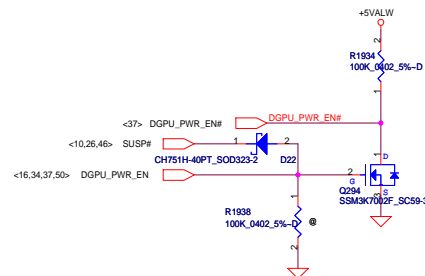 +5VALW
2
R1934
100K_0402_5%~D
1
<37> DGPU_PWR_EN#
DGPU_PWR_EN#
<10,26,46> SUSP#
1
2
CH751H-40PT_SOD323-2
D22
1
D
<16,34,37,50> DGPU_PWR_EN
2
G
S
3
Q294
SSM3K7002F_SC59-3
1
R1938
100K_0402_5%~D
@
2